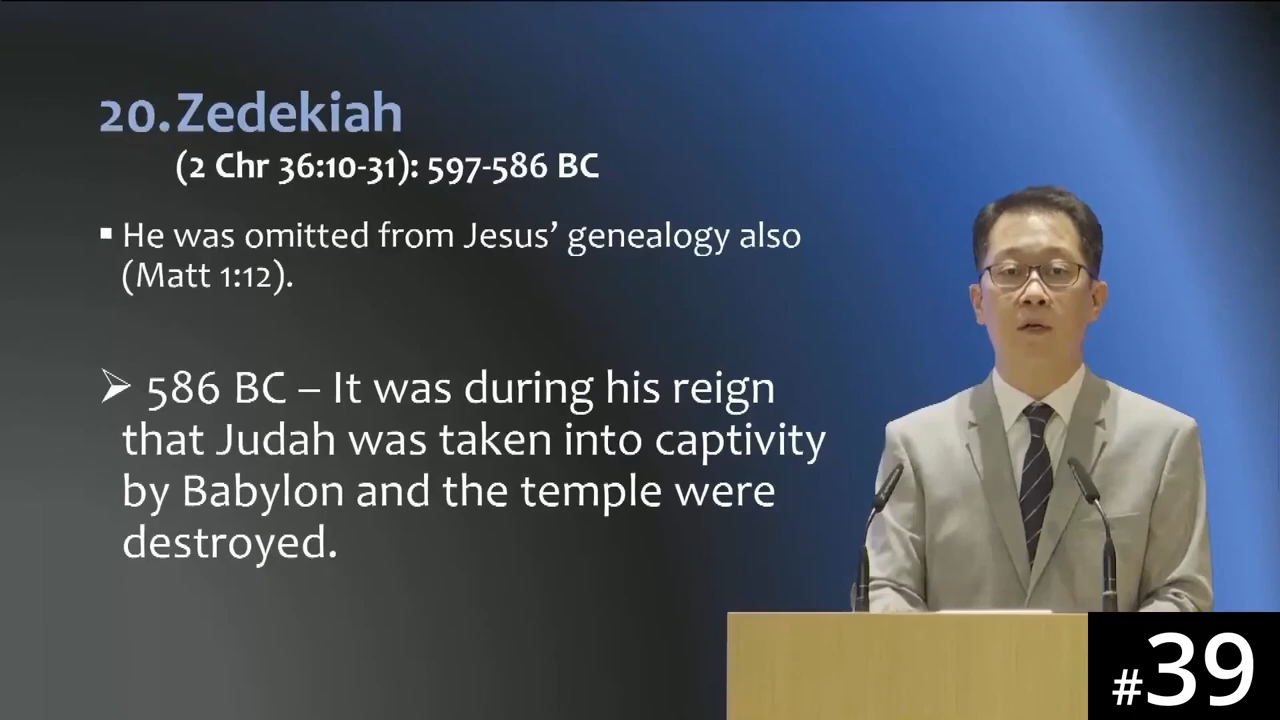 20. Zedekiah
(2 Chr 36:10-31): 597-586 BC
▪ He was omitted from Jesus’ genealogy also
(Matt 1:12).
➢ 586 BC – It was during his reign
that Judah was taken into captivity
by Babylon and the temple were
destroyed.
#39